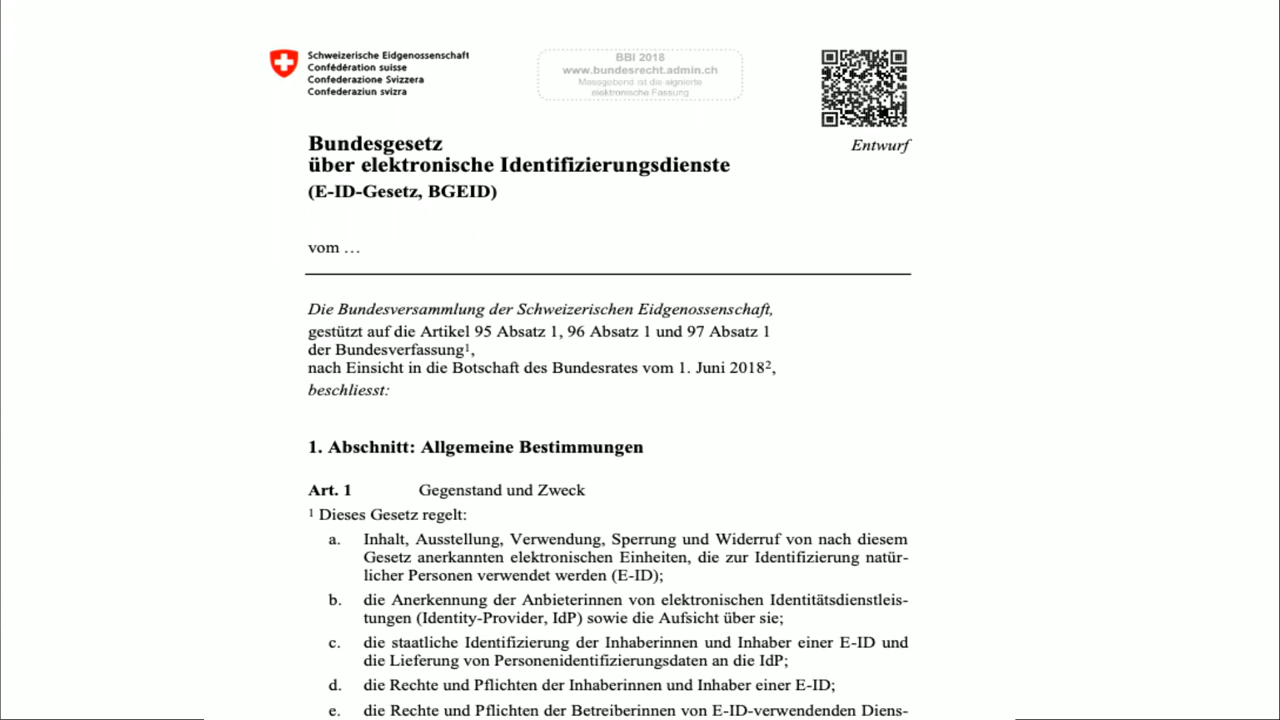 Schweizerische Eidgenossenschaft
Confédération suisse
Confederazione Svizzera
Confederaziun svizra
BBl 2018
www.bundesrecht.admin.ch
Massgebend ist die signierte
elektronische Fassung
Entwurf
Bundesgesetz
über elektronische Identifizierungsdienste
(E-ID-Gesetz, BGEID)
vom …
Die Bundesversammlung der Schweizerischen Eidgenossenschaft,
gestützt auf die Artikel 95 Absatz 1, 96 Absatz 1 und 97 Absatz 1
der Bundesverfassung¹,
nach Einsicht in die Botschaft des Bundesrates vom 1. Juni 2018²,
beschliesst:
1. Abschnitt: Allgemeine Bestimmungen
Art. 1 Gegenstand und Zweck
¹ Dieses Gesetz regelt:
a. Inhalt, Ausstellung, Verwendung, Sperrung und Widerruf von nach diesem
Gesetz anerkannten elektronischen Einheiten, die zur Identifizierung natür-
licher Personen verwendet werden (E-ID);
b. die Anerkennung der Anbieterinnen von elektronischen Identitätsdienstleis-
tungen (Identity-Provider, IdP) sowie die Aufsicht über sie;
c. die staatliche Identifizierung der Inhaberinnen und Inhaber einer E-ID und
die Lieferung von Personenidentifizierungsdaten an die IdP;
d. die Rechte und Pflichten der Inhaberinnen und Inhaber einer E-ID;
e. die Rechte und Pflichten der Betreiberinnen von E-ID-verwendenden Diens-